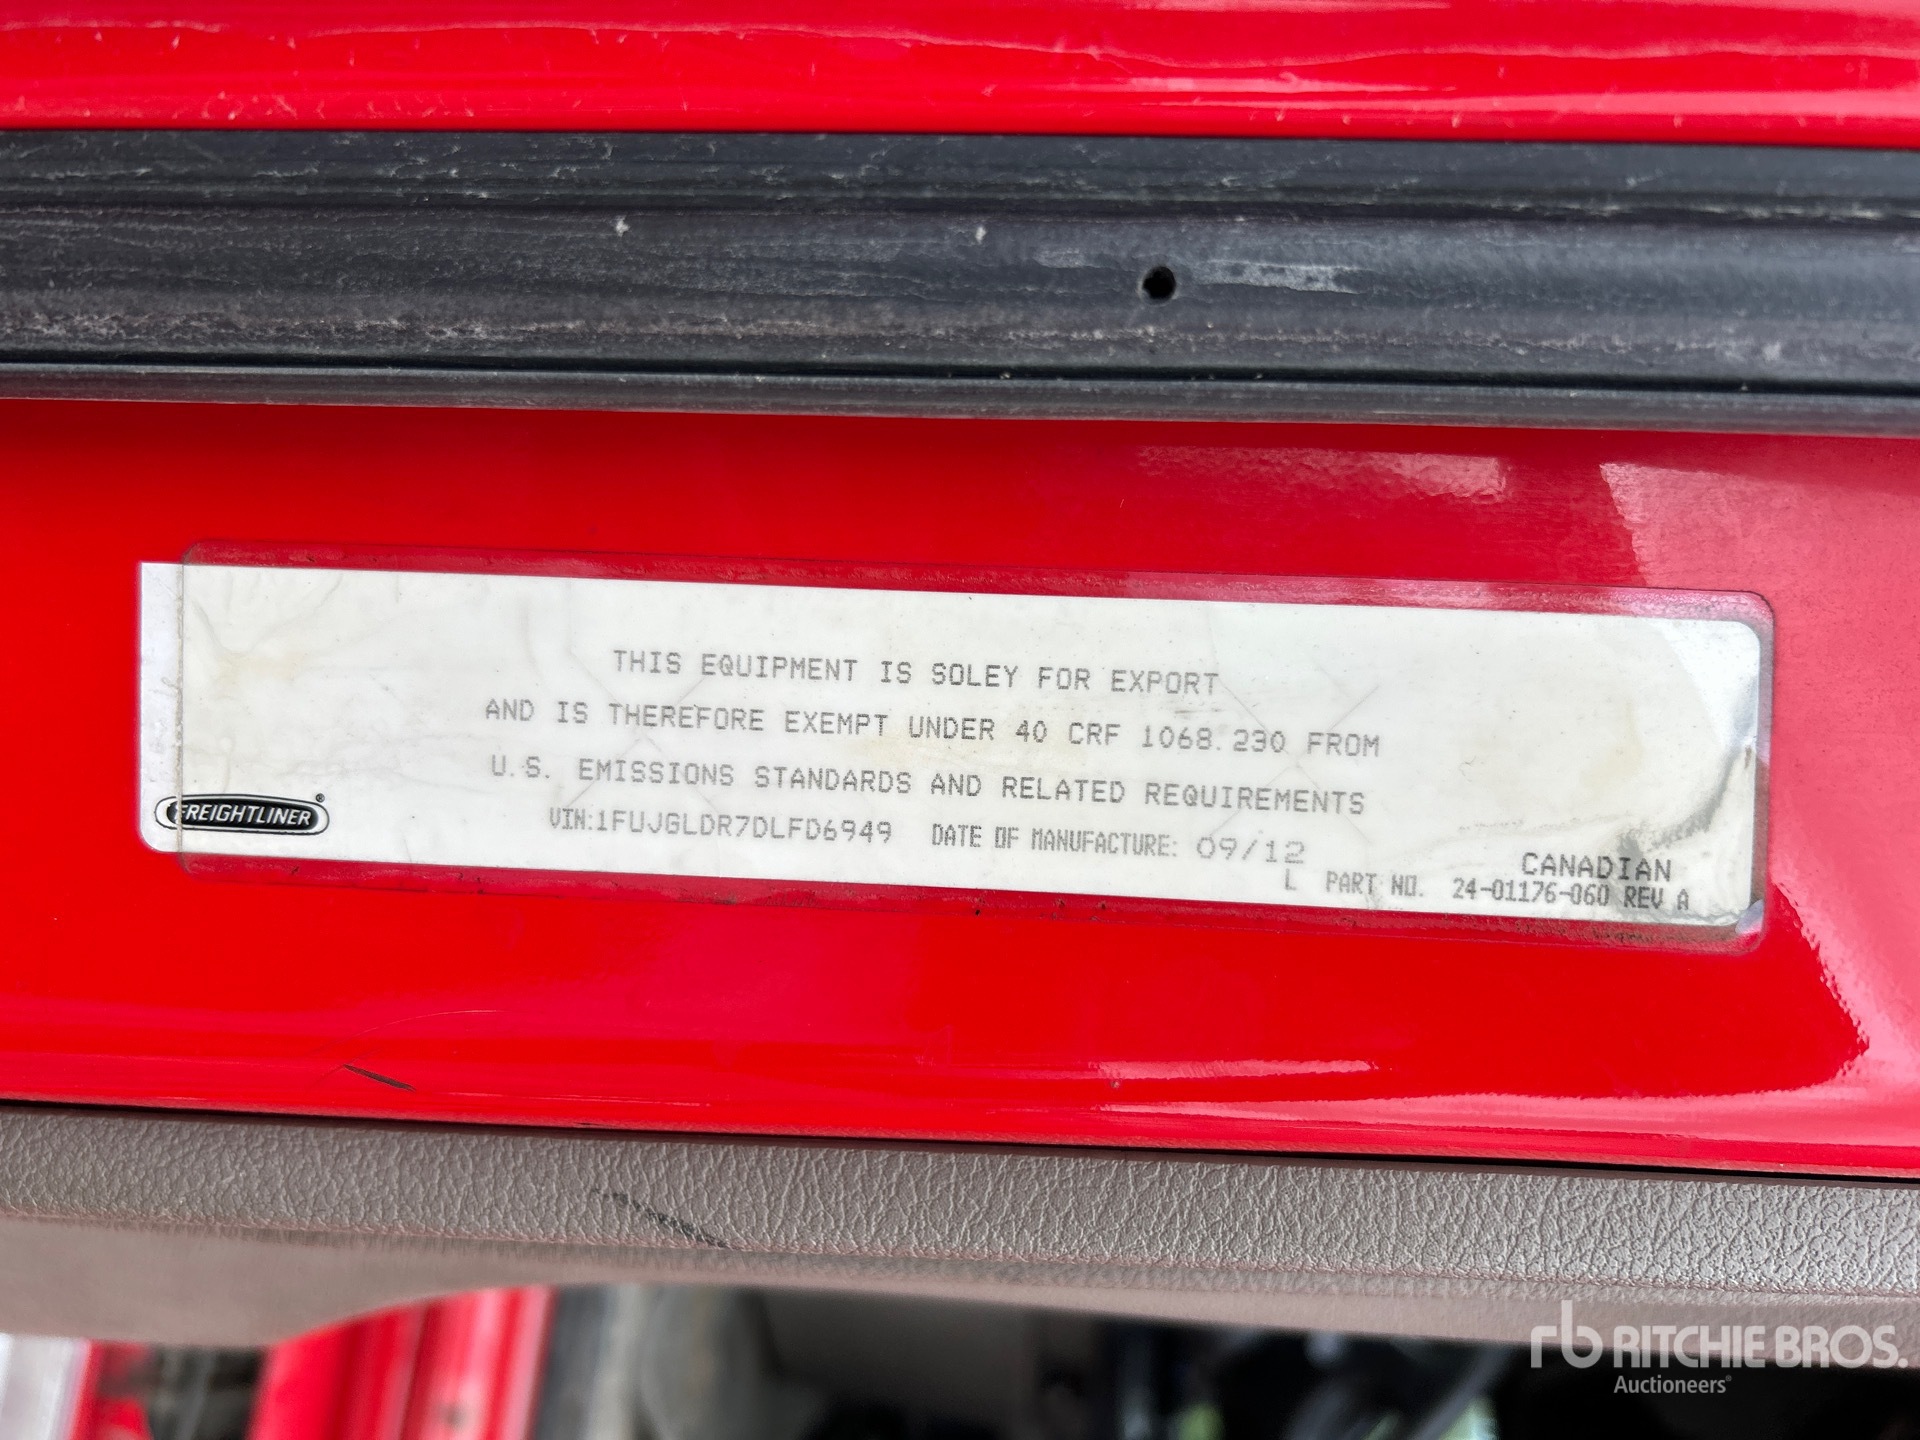 THIS EQUIPMENT IS SOLEY FOR EXPORT
AND IS THEREFORE EXEMPT UNDER 40 CRF 1068.230 FROM
U.S. EMISSIONS STANDARDS AND RELATED REQUIREMENTS
FREIGHTLINER®
VIN:1FUJGLDR7DLFD6949 DATE OF MANUFACTURE: 09/12
CANADIAN
L PART NO. 24-01176-060 REV A
rb RITCHIE BROS.
Auctioneers®